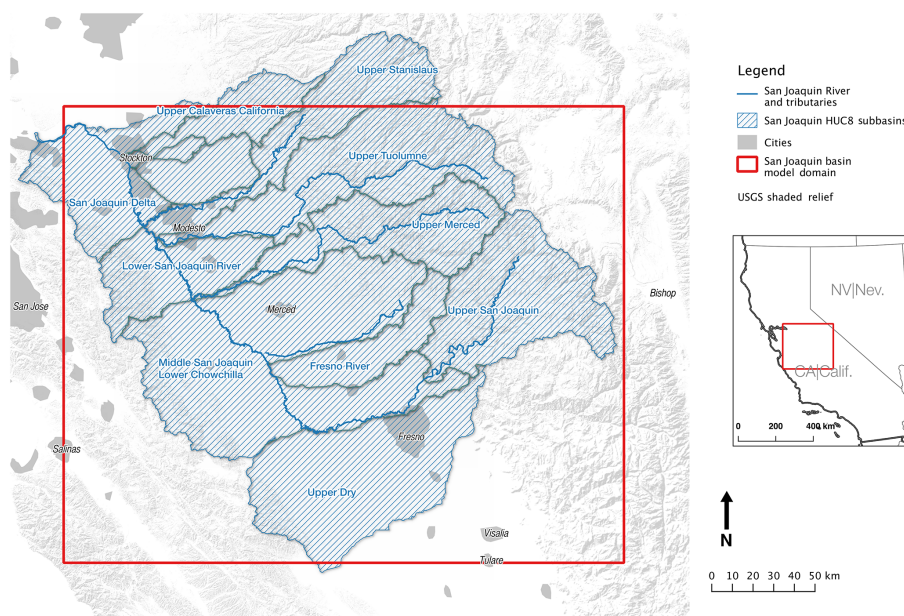 Upper Stanislaus
Upper Calaveras California
Stockton
Upper Tuolumne
San Joaquin Delta
Modesto
Upper Merced
Lower San Joaquin River
Bishop
San Jose
Merced
Upper San Joaquin
Middle San Joaquin
Lower Chowchilla
Fresno River
Fresno
Salinas
Upper Dry
Visalia
Tulare
Legend
San Joaquin River
and tributaries
San Joaquin HUC8 subbasins
Cities
San Joaquin basin
model domain
USGS shaded relief
NV|Nev.
CA|Calif.
0 200 400 km
N
0 10 20 30 40 50 km